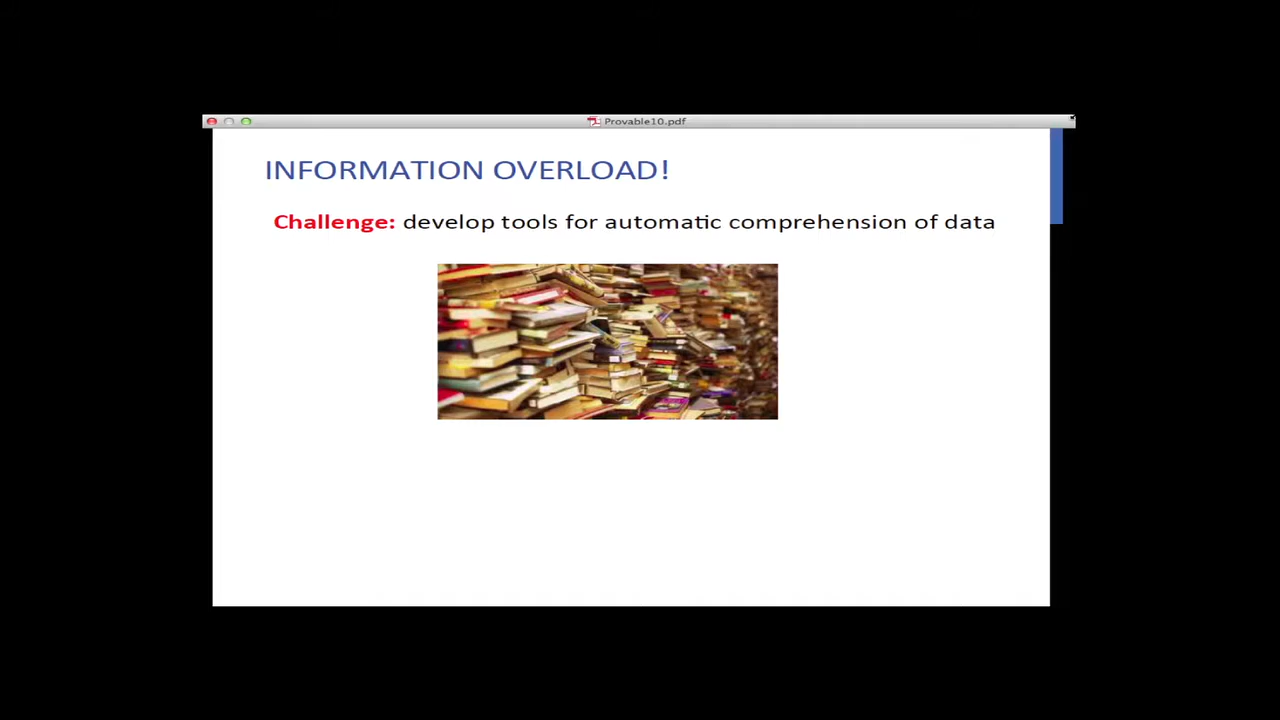 Provable10.pdf
INFORMATION OVERLOAD!
Challenge: develop tools for automatic comprehension of data